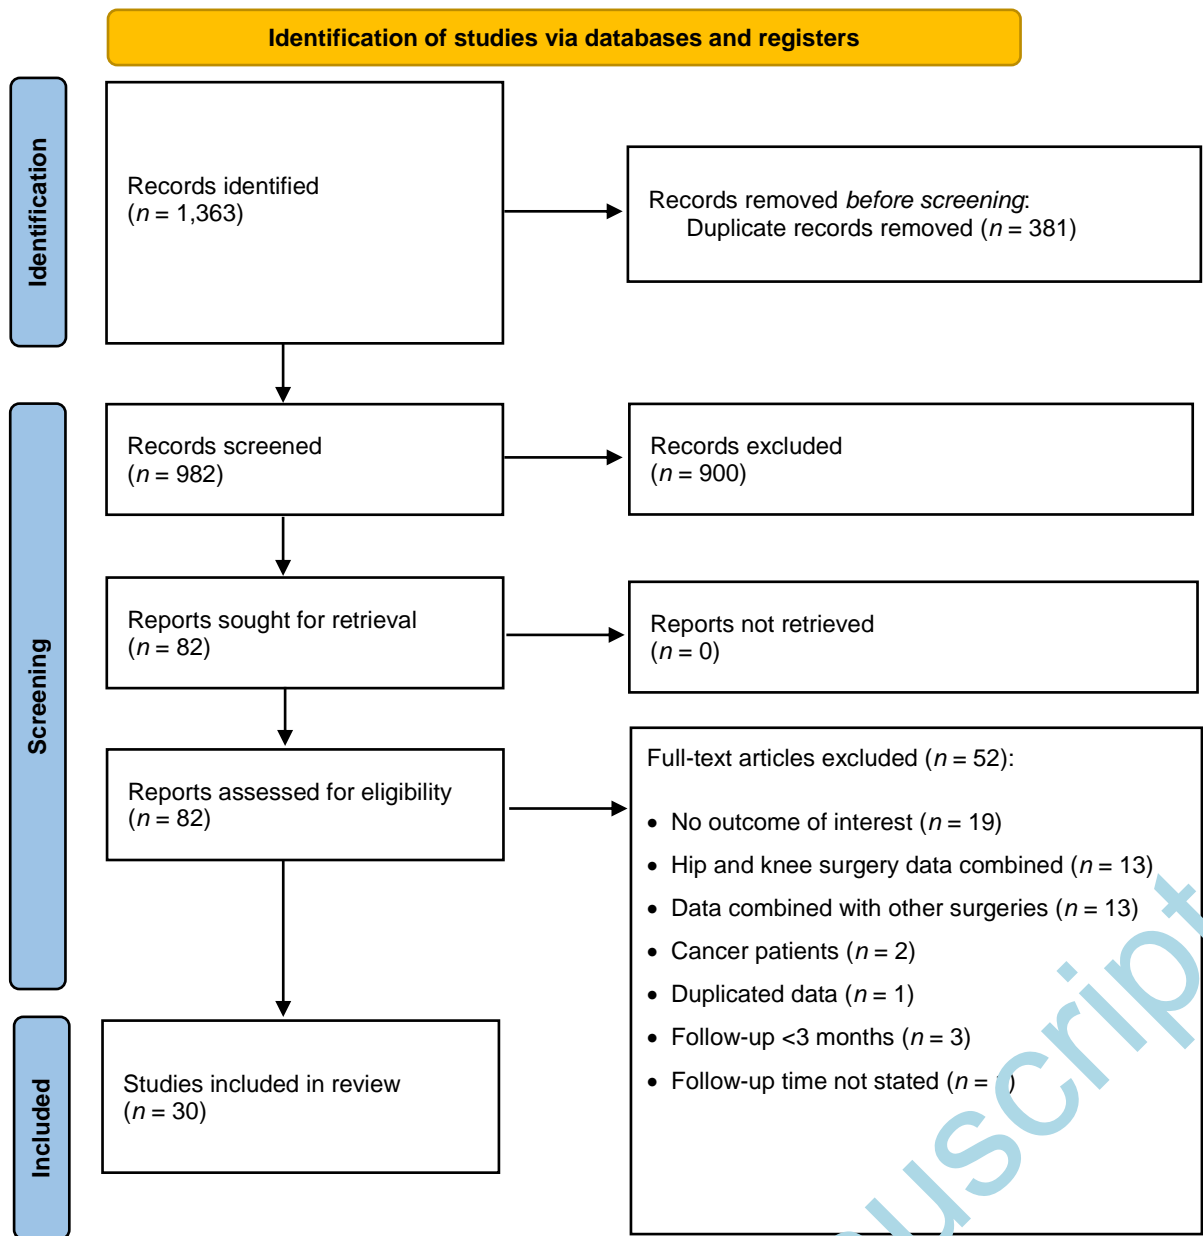 Identification of studies via databases and registers
Identification
Records identified
(n = 1,363)
Records removed before screening:
Duplicate records removed (n = 381)
Screening
Records screened
(n = 982)
Records excluded
(n = 900)
Reports sought for retrieval
(n = 82)
Reports not retrieved
(n = 0)
Reports assessed for eligibility
(n = 82)
Full-text articles excluded (n = 52):
• No outcome of interest (n = 19)
• Hip and knee surgery data combined (n = 13)
• Data combined with other surgeries (n = 13)
• Cancer patients (n = 2)
• Duplicated data (n = 1)
• Follow-up <3 months (n = 3)
• Follow-up time not stated (n = )
Included
Studies included in review
(n = 30)
uscript